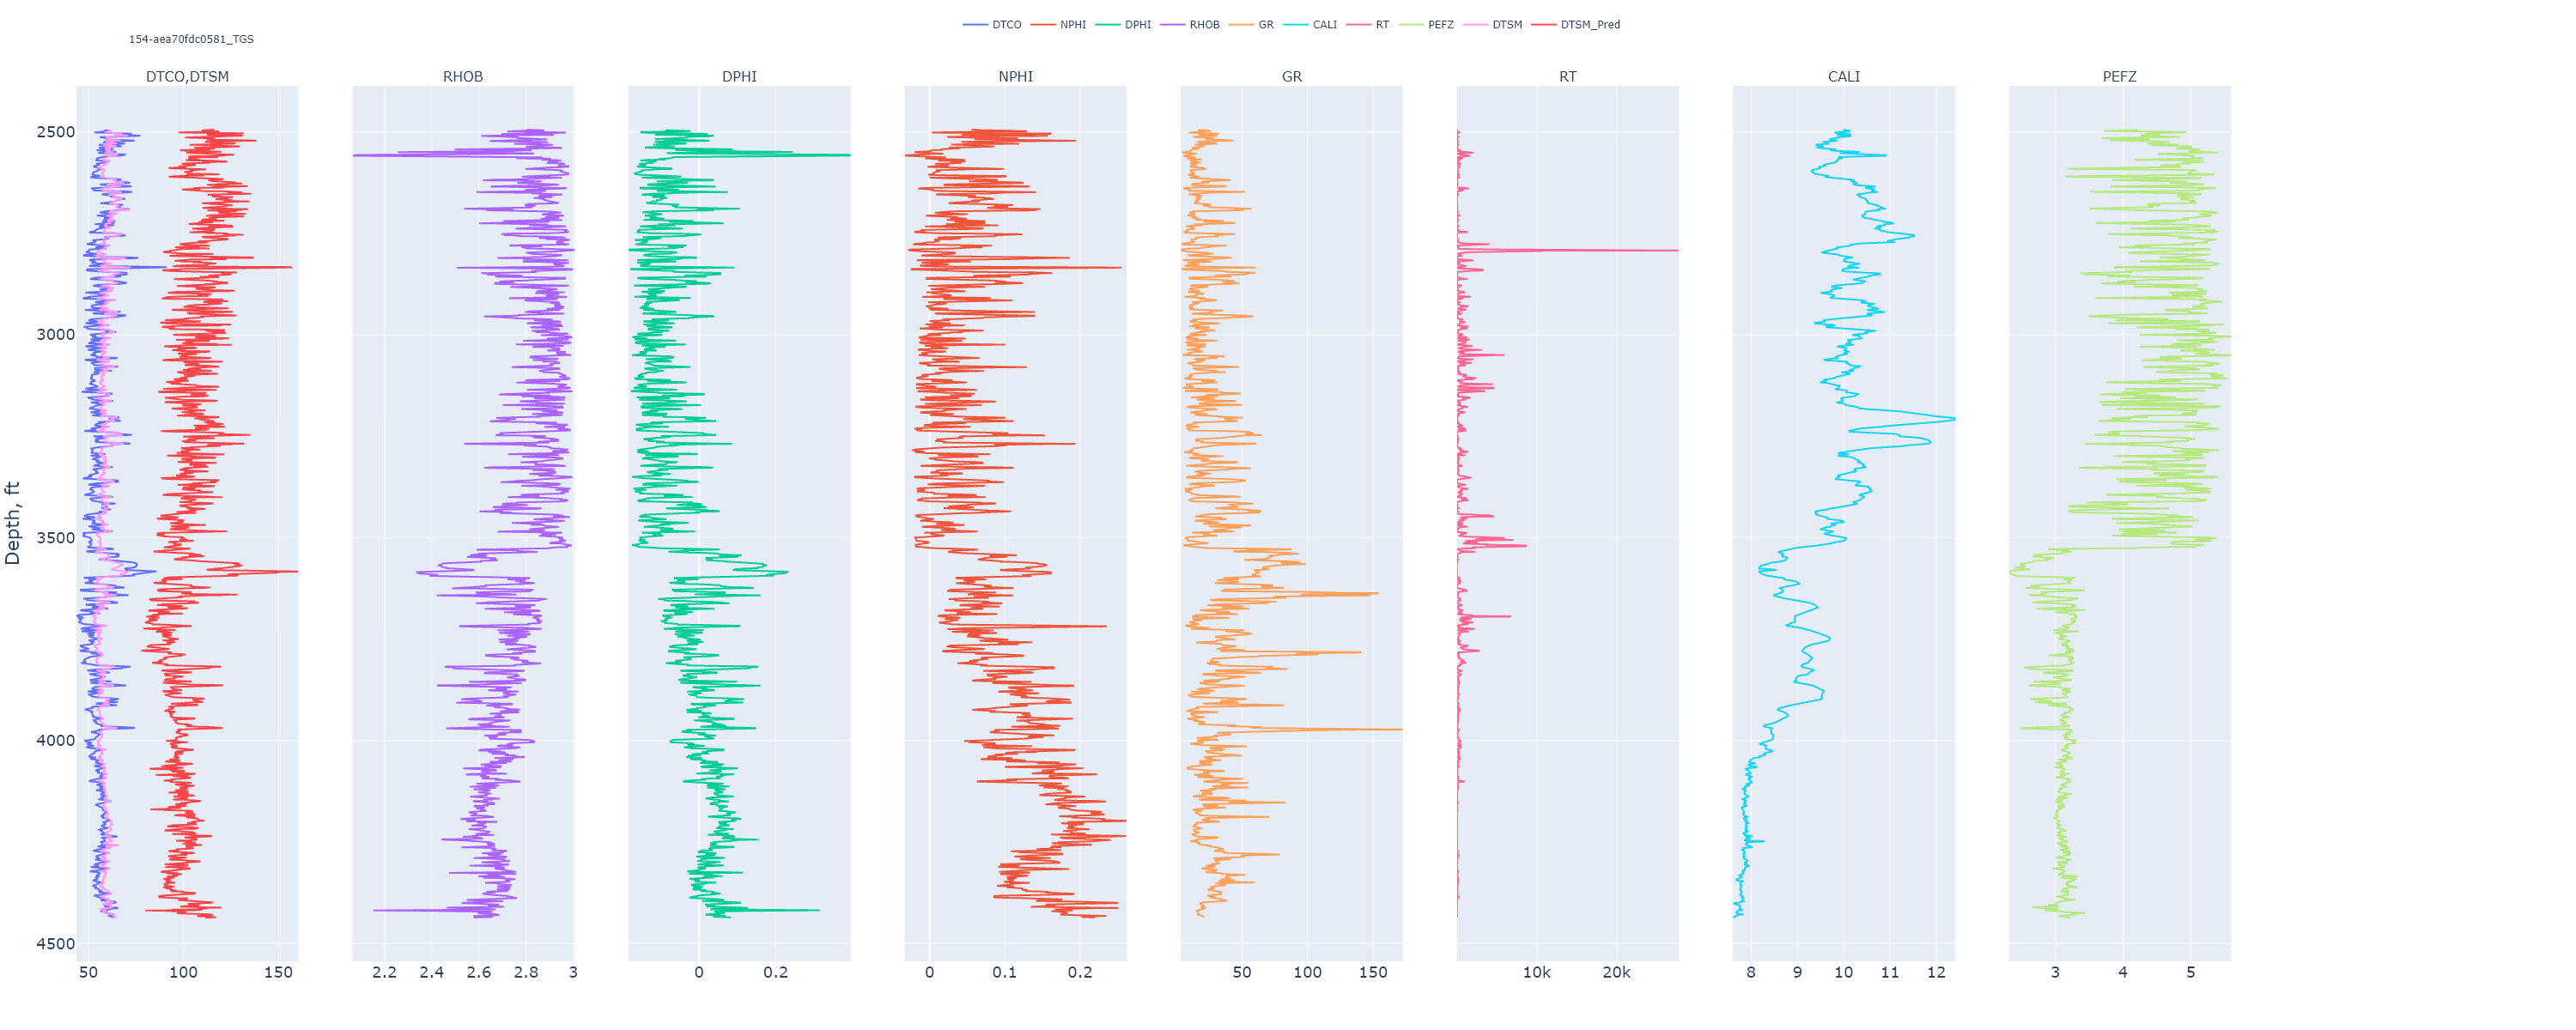 DTCO NPHI DPHI RHOB GR CALI RT PEFZ DTSM DTSM_Pred
154-aea70fdc0581_TGS
DTCO,DTSM RHOB DPHI NPHI GR RT CALI PEFZ
2500
3000
3500
Depth, ft
4000
4500
50 100 150 2.2 2.4 2.6 2.8 3 0 0.2 0 0.1 0.2 50 100 150 10k 20k 8 9 10 11 12 3 4 5